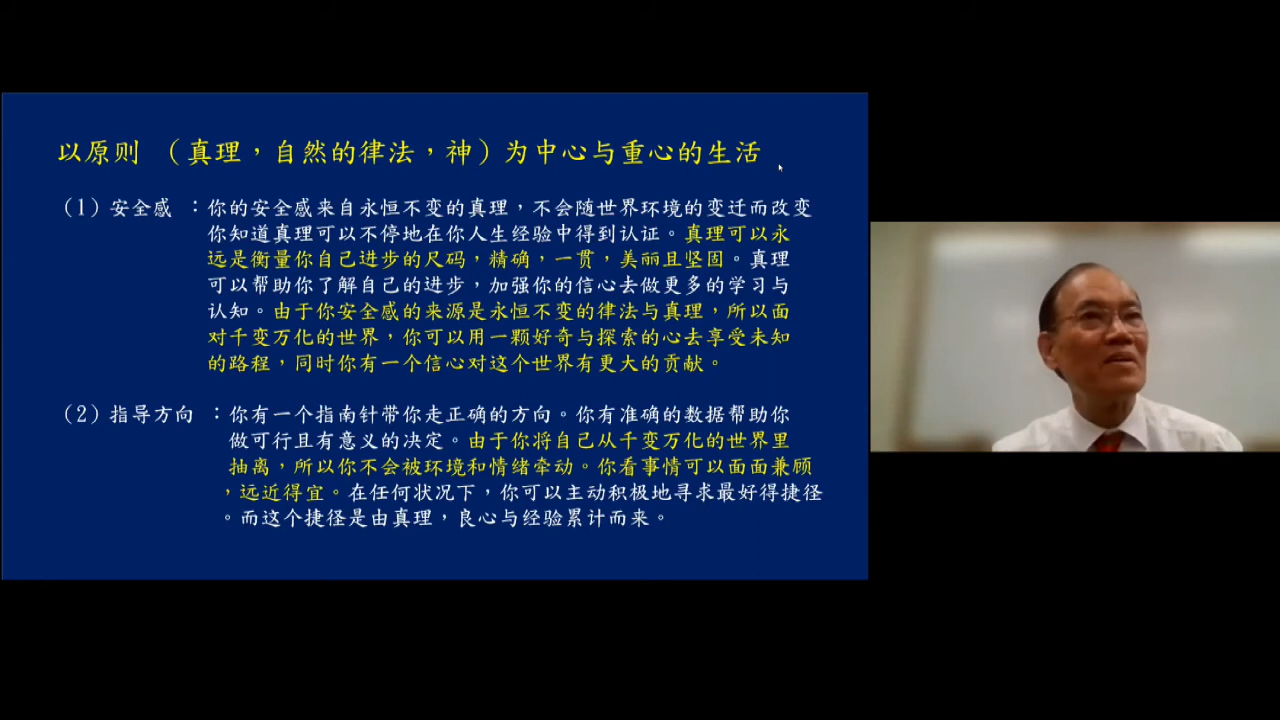 以原则 （真理，自然的律法，神）为中心与重心的生活
（1）安全感 ：你的安全感来自永恒不变的真理，不会随世界环境的变迁而改变
你知道真理可以不停地在你人生经验中得到认证。真理可以永
远是衡量你自己进步的尺码，精确，一贯，美丽且坚固。真理
可以帮助你了解自己的进步，加强你的信心去做更多的学习与
认知。由于你安全感的来源是永恒不变的律法与真理，所以面
对千变万化的世界，你可以用一颗好奇与探索的心去享受未知
的路程，同时你有一个信心对这个世界有更大的贡献。
（2）指导方向 ：你有一个指南针带你走正确的方向。你有准确的数据帮助你
做可行且有意义的决定。由于你将自己从千变万化的世界里
抽离，所以你不会被环境和情绪牵动。你看事情可以面面兼顾
，远近得宜。在任何状况下，你可以主动积极地寻求最好得捷径
。而这个捷径是由真理，良心与经验累计而来。